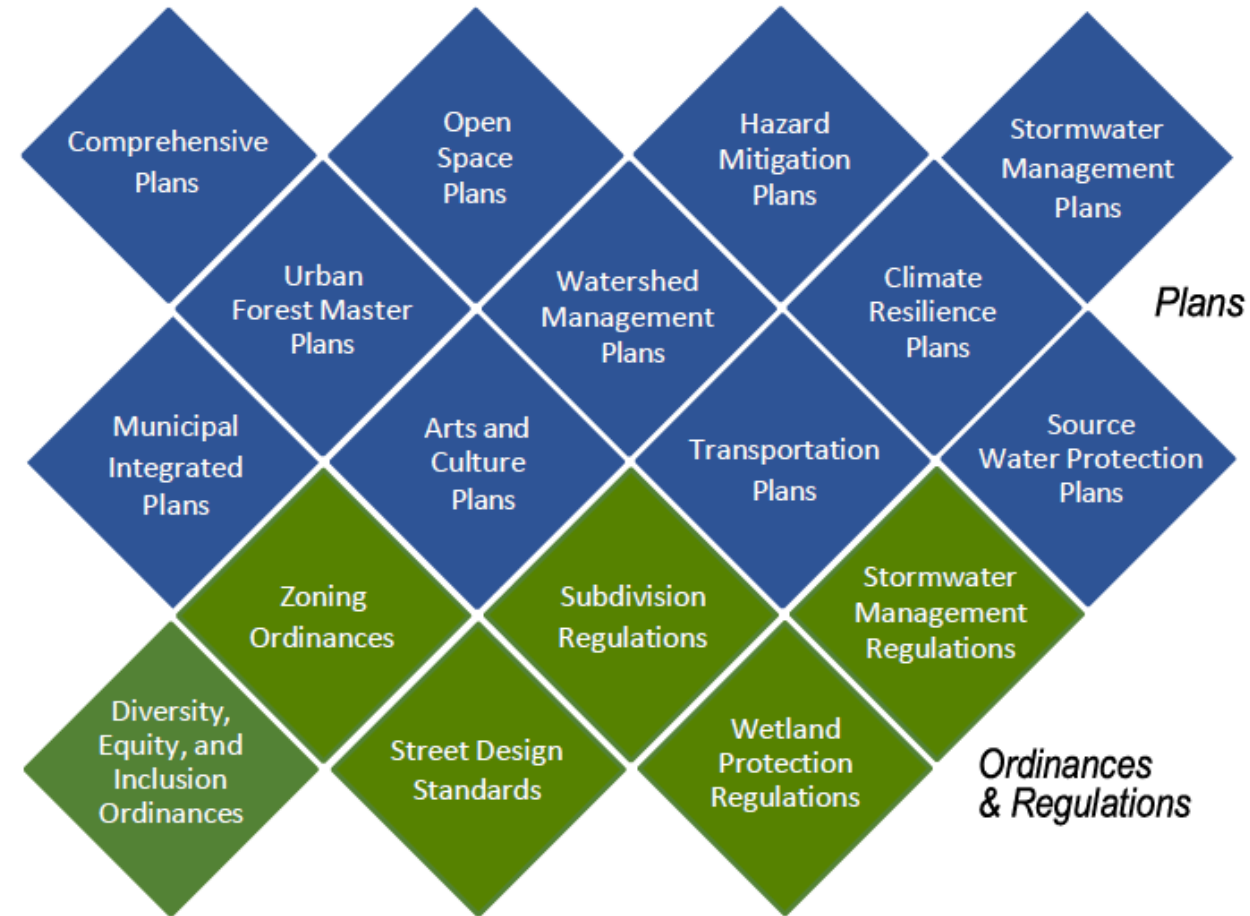 Comprehensive
Plans
Open
Space
Plans
Hazard
Mitigation
Plans
Stormwater
Management
Plans
Urban
Forest Master
Plans
Watershed
Management
Plans
Climate
Resilience
Plans
Plans
Municipal
Integrated
Plans
Arts and
Culture
Plans
Transportation
Plans
Source
Water Protection
Plans
Zoning
Ordinances
Subdivision
Regulations
Stormwater
Management
Regulations
Diversity,
Equity, and
Inclusion
Ordinances
Street Design
Standards
Wetland
Protection
Regulations
Ordinances
& Regulations